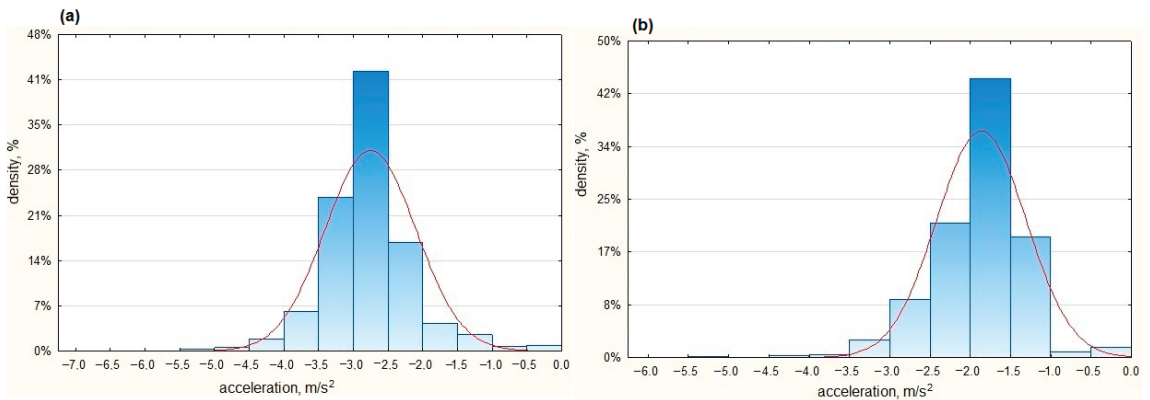 (a)
48%
41%
35%
28%
21%
14%
7%
0%
density, %
−7.0 −6.5 −6.0 −5.5 −5.0 −4.5 −4.0 −3.5 −3.0 −2.5 −2.0 −1.5 −1.0 −0.5 0.0
acceleration, m/s²
(b)
50%
42%
34%
25%
17%
8%
0%
density, %
−6.0 −5.5 −5.0 −4.5 −4.0 −3.5 −3.0 −2.5 −2.0 −1.5 −1.0 −0.5 0.0
acceleration, m/s²